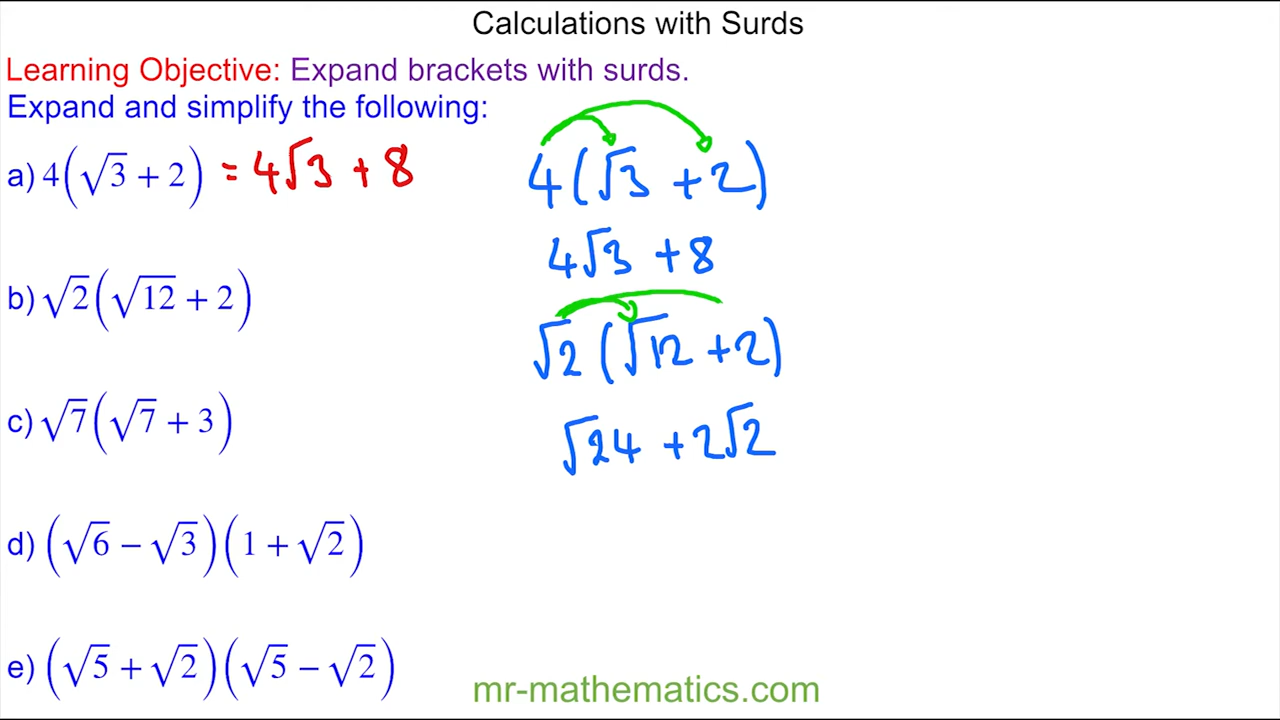 Calculations with Surds
Learning Objective: Expand brackets with surds.
Expand and simplify the following:
a) 4(√3 + 2) = 4√3 + 8
b) √2(√12 + 2)
c) √7(√7 + 3)
d) (√6 − √3)(1 + √2)
e) (√5 + √2)(√5 − √2)
4(√3 + 2)
4√3 + 8
√2(√12 + 2)
√24 + 2√2
mr-mathematics.com